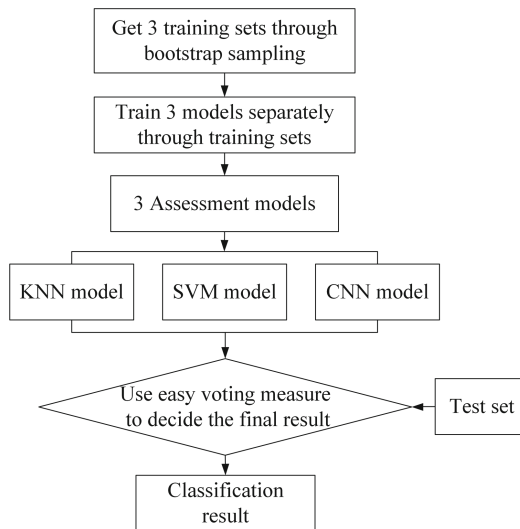 Get 3 training sets through
bootstrap sampling
Train 3 models separately
through training sets
3 Assessment models
KNN model
SVM model
CNN model
Use easy voting measure
to decide the final result
Test set
Classification
result